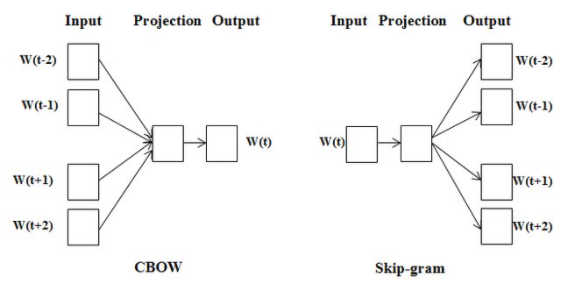 Input Projection Output
W(t-2)
W(t-1)
W(t)
W(t+1)
W(t+2)
CBOW
Input Projection Output
W(t-2)
W(t-1)
W(t)
W(t+1)
W(t+2)
Skip-gram